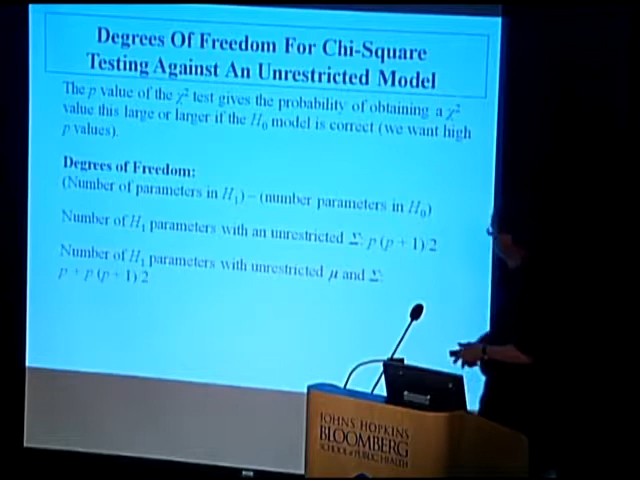 Degrees Of Freedom For Chi-Square
Testing Against An Unrestricted Model
The p value of the χ² test gives the probability of obtaining a χ²
value this large or larger if the H₀ model is correct (we want high
p values).
Degrees of Freedom:
(Number of parameters in H₁) – (number parameters in H₀)
Number of H₁ parameters with an unrestricted Σ: p (p + 1) 2
Number of H₁ parameters with unrestricted μ and Σ:
p + p (p + 1) 2
JOHNS HOPKINS
BLOOMBERG
SCHOOL of PUBLIC HEALTH